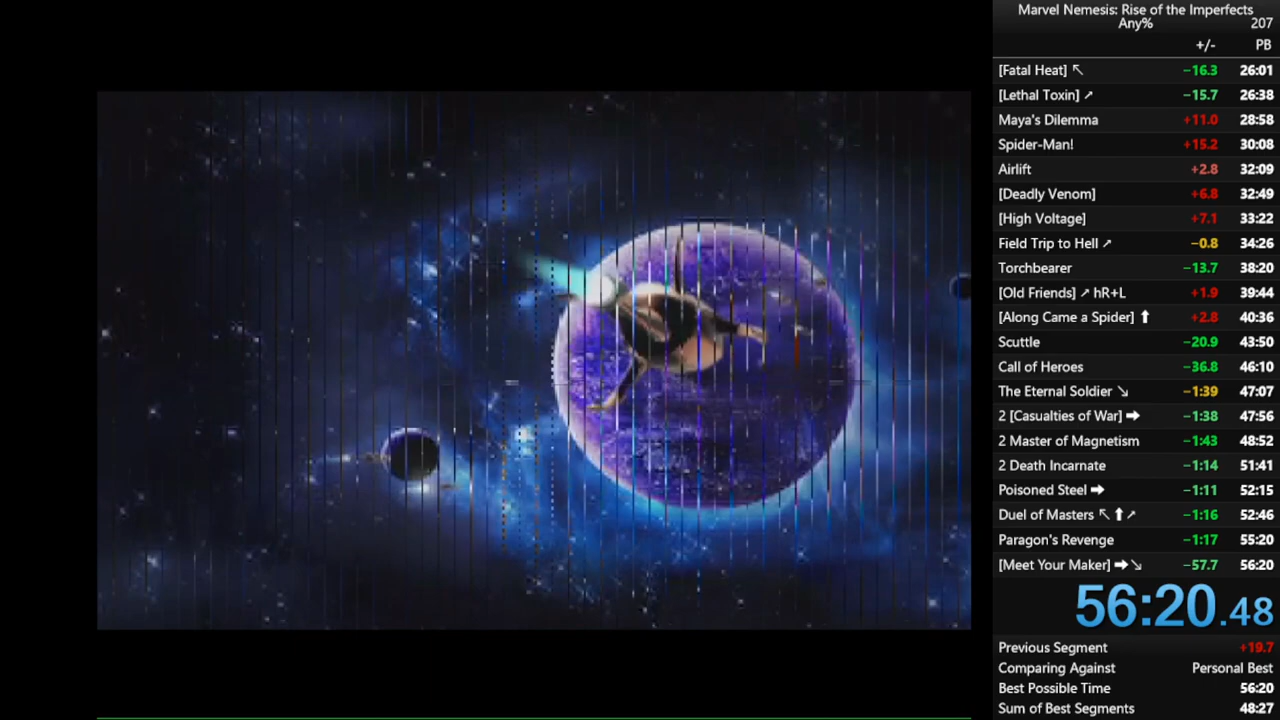 Marvel Nemesis: Rise of the Imperfects
Any% 207
+/- PB
[Fatal Heat] ↖ −16.3 26:01
[Lethal Toxin] ↗ −15.7 26:38
Maya's Dilemma +11.0 28:58
Spider-Man! +15.2 30:08
Airlift +2.8 32:09
[Deadly Venom] +6.8 32:49
[High Voltage] +7.1 33:22
Field Trip to Hell ↗ −0.8 34:26
Torchbearer −13.7 38:20
[Old Friends] ↗ hR+L +1.9 39:44
[Along Came a Spider] ⬆ +2.8 40:36
Scuttle −20.9 43:50
Call of Heroes −36.8 46:10
The Eternal Soldier ↘ −1:39 47:07
2 [Casualties of War] ➡ −1:38 47:56
2 Master of Magnetism −1:43 48:52
2 Death Incarnate −1:14 51:41
Poisoned Steel ➡ −1:11 52:15
Duel of Masters ↖⬆↗ −1:16 52:46
Paragon's Revenge −1:17 55:20
[Meet Your Maker] ➡↘ −57.7 56:20
56:20.48
Previous Segment +19.7
Comparing Against Personal Best
Best Possible Time 56:20
Sum of Best Segments 48:27